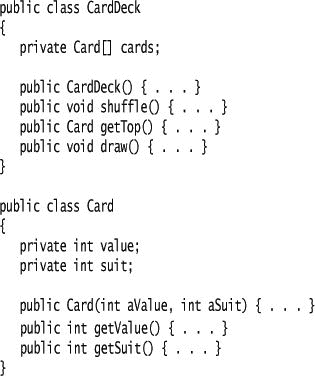 public class CardDeck
{
private Card[] cards;
public CardDeck() { . . . }
public void shuffle() { . . . }
public Card getTop() { . . . }
public void draw() { . . . }
}
public class Card
{
private int value;
private int suit;
public Card(int aValue, int aSuit) { . . . }
public int getValue() { . . . }
public int getSuit() { . . . }
}